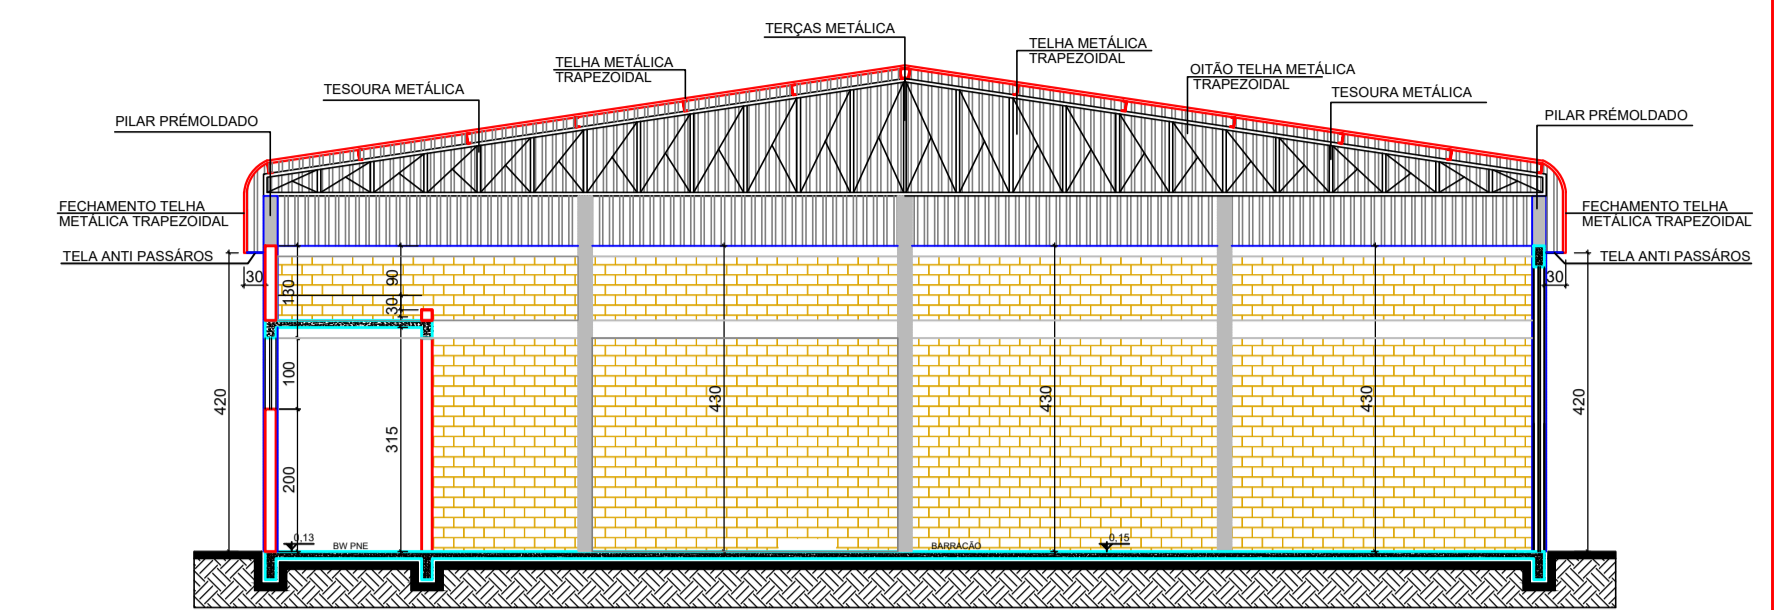 TERÇAS METÁLICA
TELHA METÁLICA
TRAPEZOIDAL
TELHA METÁLICA
TRAPEZOIDAL
OITÃO TELHA METÁLICA
TRAPEZOIDAL
TESOURA METÁLICA
TESOURA METÁLICA
PILAR PRÉMOLDADO
PILAR PRÉMOLDADO
FECHAMENTO TELHA
METÁLICA TRAPEZOIDAL
FECHAMENTO TELHA
METÁLICA TRAPEZOIDAL
TELA ANTI PASSÁROS
TELA ANTI PASSÁROS
30
130
90
30
30
100
420
315
430
430
430
420
200
0,13
BW PNE
BARRACÃO
0,15